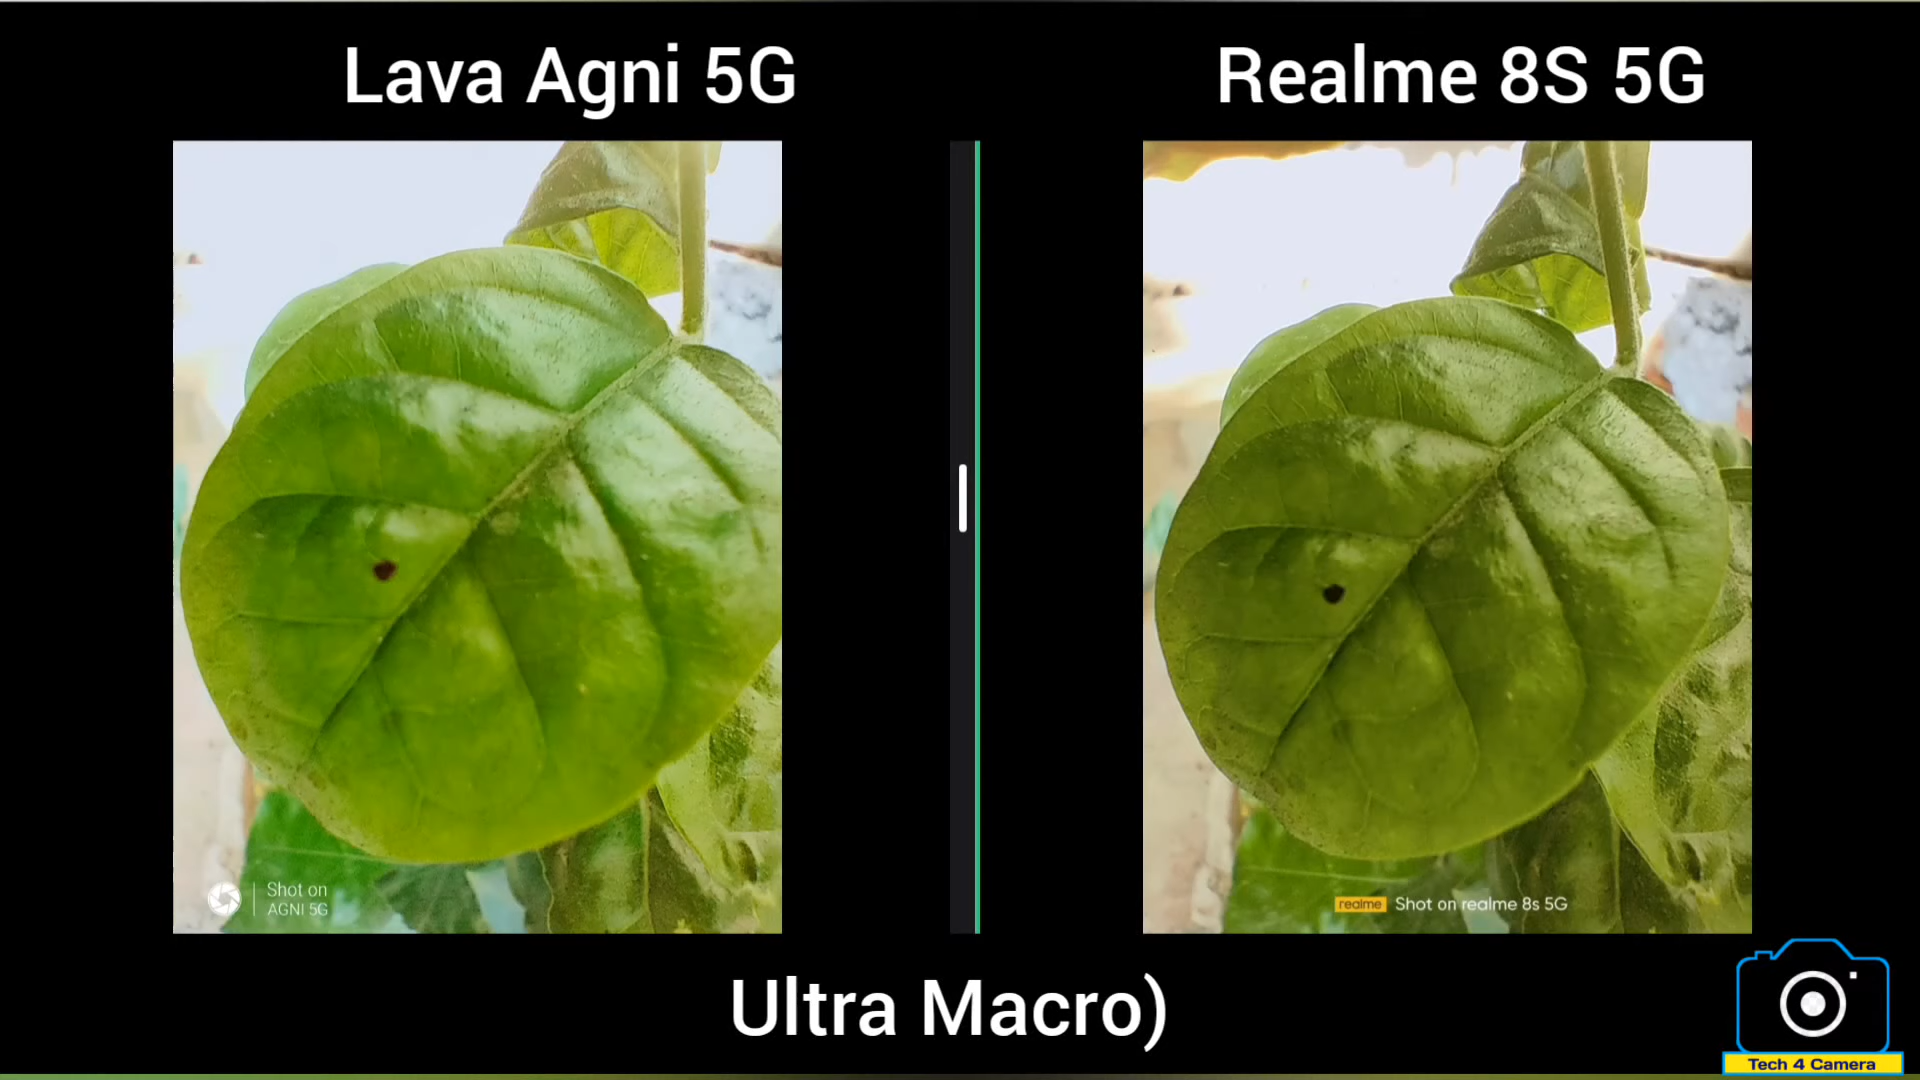 Lava Agni 5G
Realme 8S 5G
Shot on
AGNI 5G
realme Shot on realme 8s 5G
Ultra Macro)
Tech 4 Camera